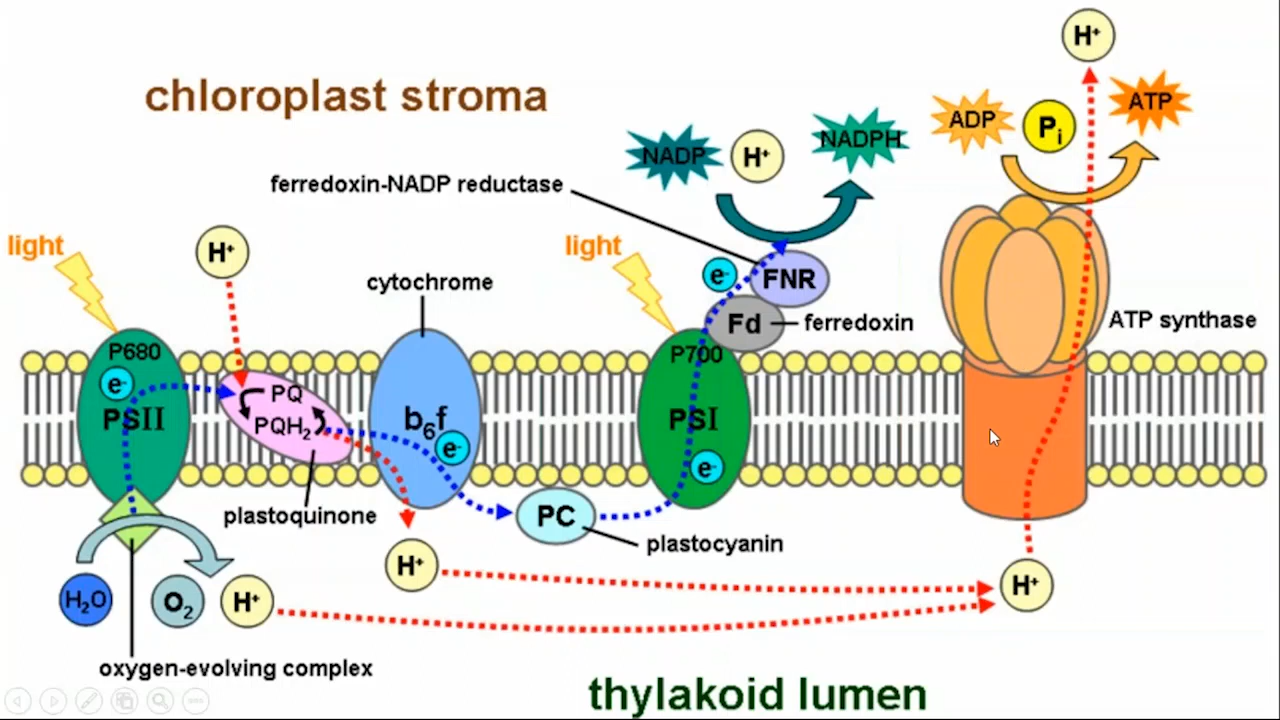 H⁺
chloroplast stroma
ADP
Pᵢ
ATP
NADP
H⁺
NADPH
ferredoxin-NADP reductase
light
H⁺
light
cytochrome
e⁻
FNR
Fd
ferredoxin
ATP synthase
P680
P700
e⁻
PQ
PSII
PQH₂
b₆f
e⁻
PSI
e⁻
plastoquinone
PC
plastocyanin
H⁺
H⁺
H₂O
O₂
H⁺
oxygen-evolving complex
thylakoid lumen